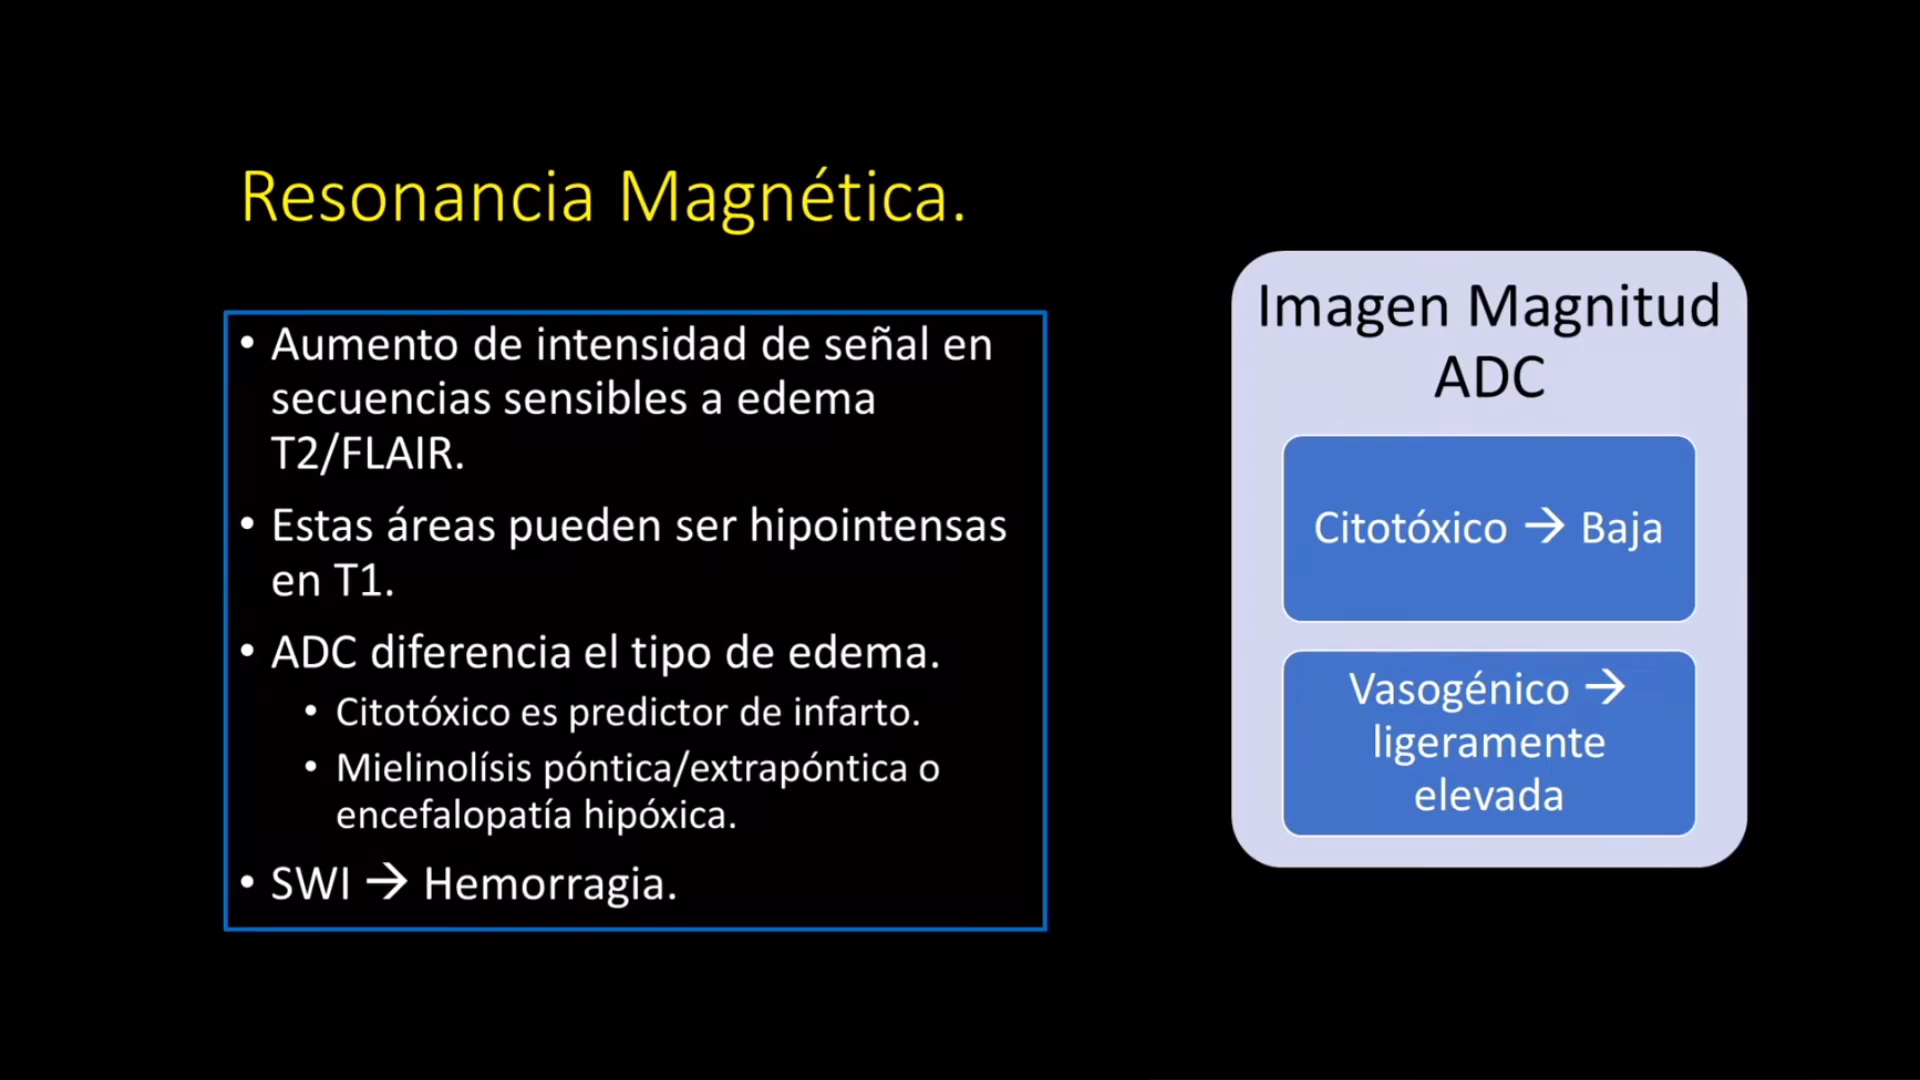 Resonancia Magnética.
• Aumento de intensidad de señal en
secuencias sensibles a edema
T2/FLAIR.
• Estas áreas pueden ser hipointensas
en T1.
• ADC diferencia el tipo de edema.
• Citotóxico es predictor de infarto.
• Mielinolísis póntica/extrapóntica o
encefalopatía hipóxica.
• SWI → Hemorragia.
Imagen Magnitud
ADC
Citotóxico → Baja
Vasogénico →
ligeramente
elevada